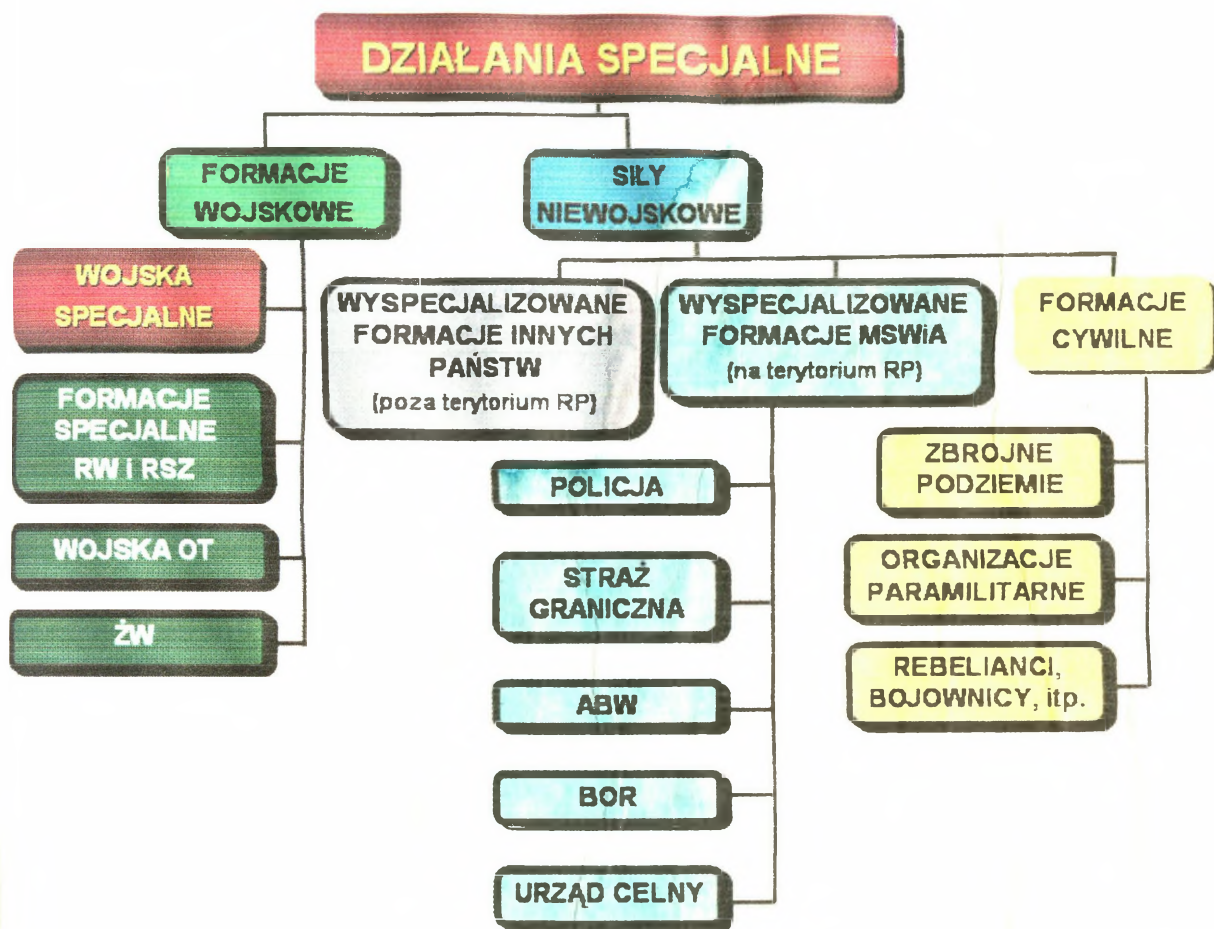 DZIAŁANIA SPECJALNE
FORMACJE
WOJSKOWE
SIŁY
NIEWOJSKOWE
WOJSKA
SPECJALNE
FORMACJE
SPECJALNE
RW i RSZ
WOJSKA OT
ŻW
WYSPECJALIZOWANE
FORMACJE INNYCH
PAŃSTW
(poza terytorium RP)
WYSPECJALIZOWANE
FORMACJE MSWiA
(na terytorium RP)
POLICJA
STRAŻ
GRANICZNA
ABW
BOR
URZĄD CELNY
FORMACJE
CYWILNE
ZBROJNE
PODZIEMIE
ORGANIZACJE
PARAMILITARNE
REBELIANCI,
BOJOWNICY, itp.